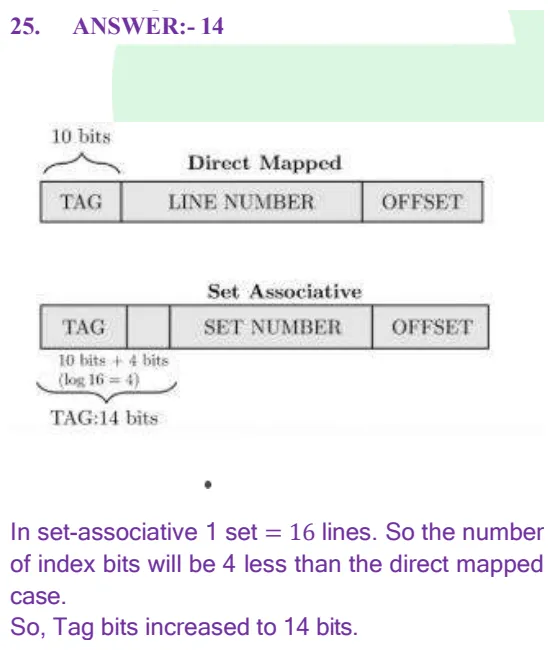 25. ANSWER:- 14
10 bits
Direct Mapped
TAG LINE NUMBER OFFSET
Set Associative
TAG SET NUMBER OFFSET
10 bits + 4 bits
(log 16 = 4)
TAG:14 bits
In set-associative 1 set = 16 lines. So the number
of index bits will be 4 less than the direct mapped
case.
So, Tag bits increased to 14 bits.